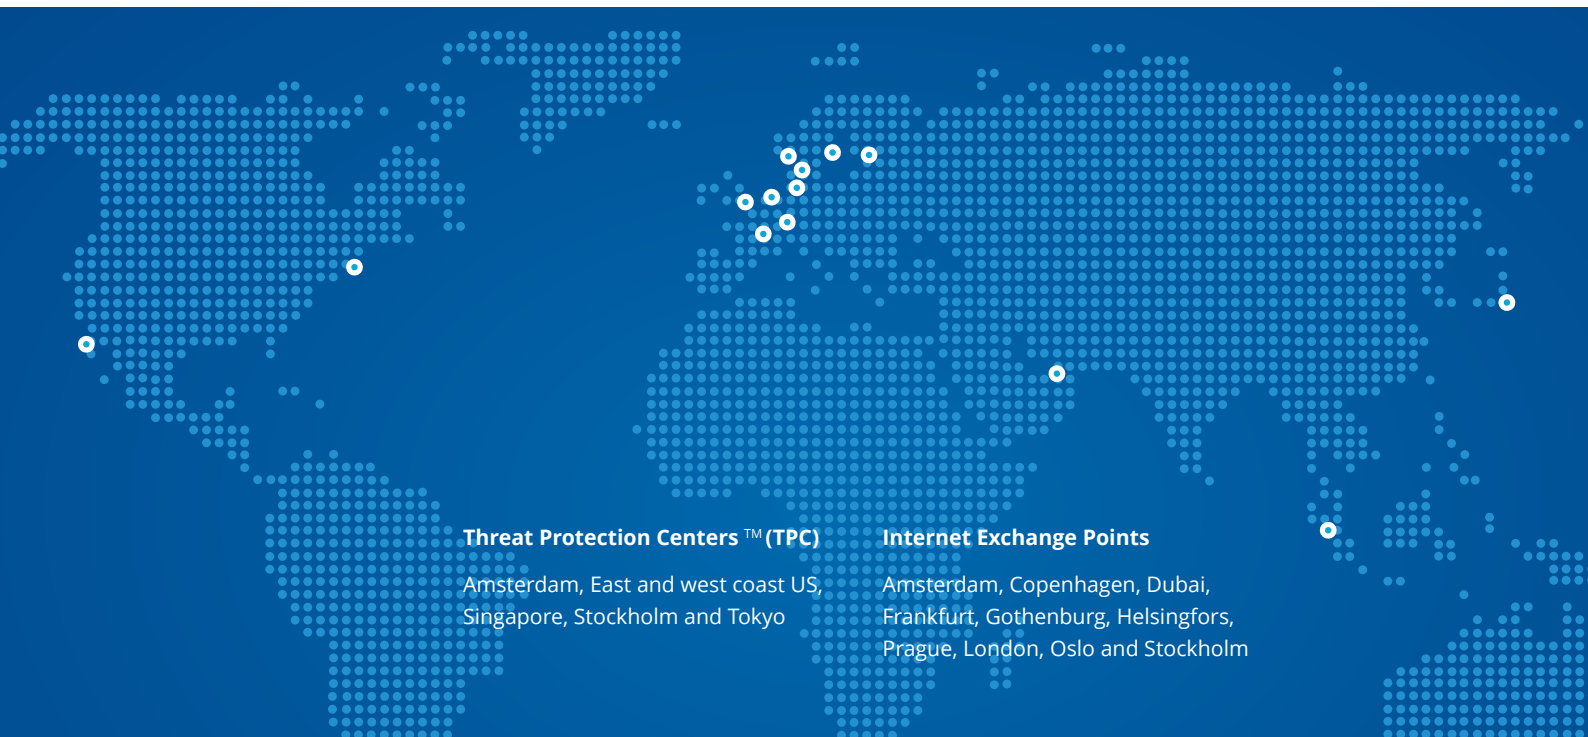 Threat Protection Centers ™ (TPC)
Amsterdam, East and west coast US,
Singapore, Stockholm and Tokyo
Internet Exchange Points
Amsterdam, Copenhagen, Dubai,
Frankfurt, Gothenburg, Helsingfors,
Prague, London, Oslo and Stockholm